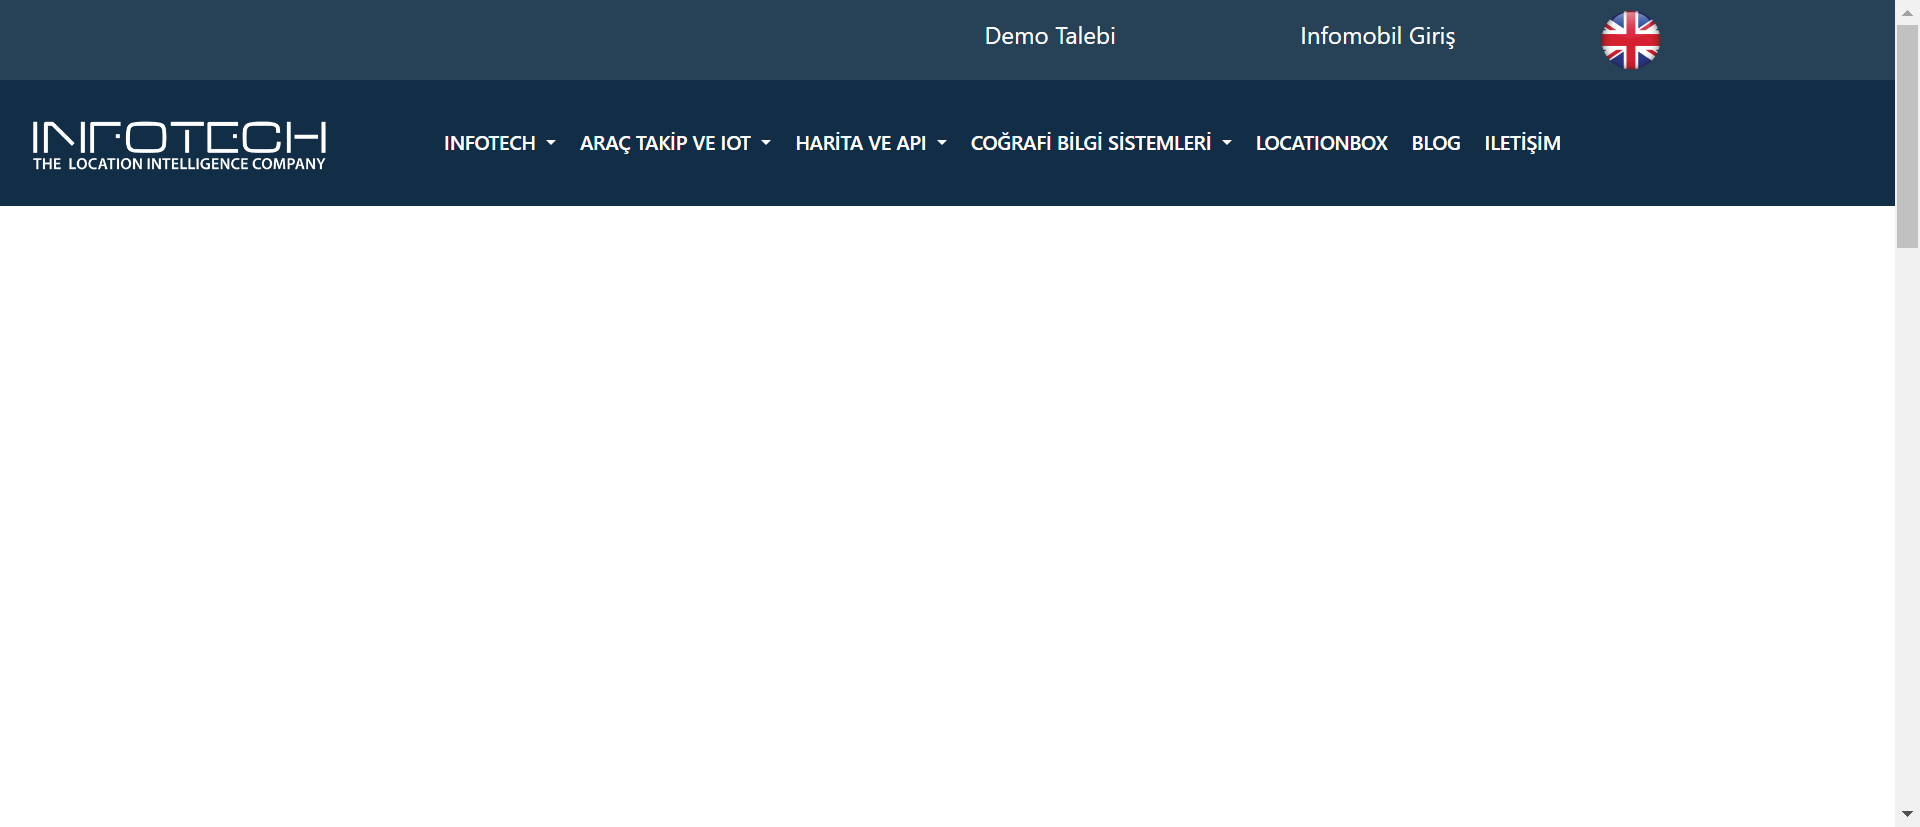 Demo Talebi Infomobil Giriş
INFOTECH
THE LOCATION INTELLIGENCE COMPANY
INFOTECH ARAÇ TAKİP VE IOT HARİTA VE API COĞRAFİ BİLGİ SİSTEMLERİ LOCATIONBOX BLOG ILETİŞİM